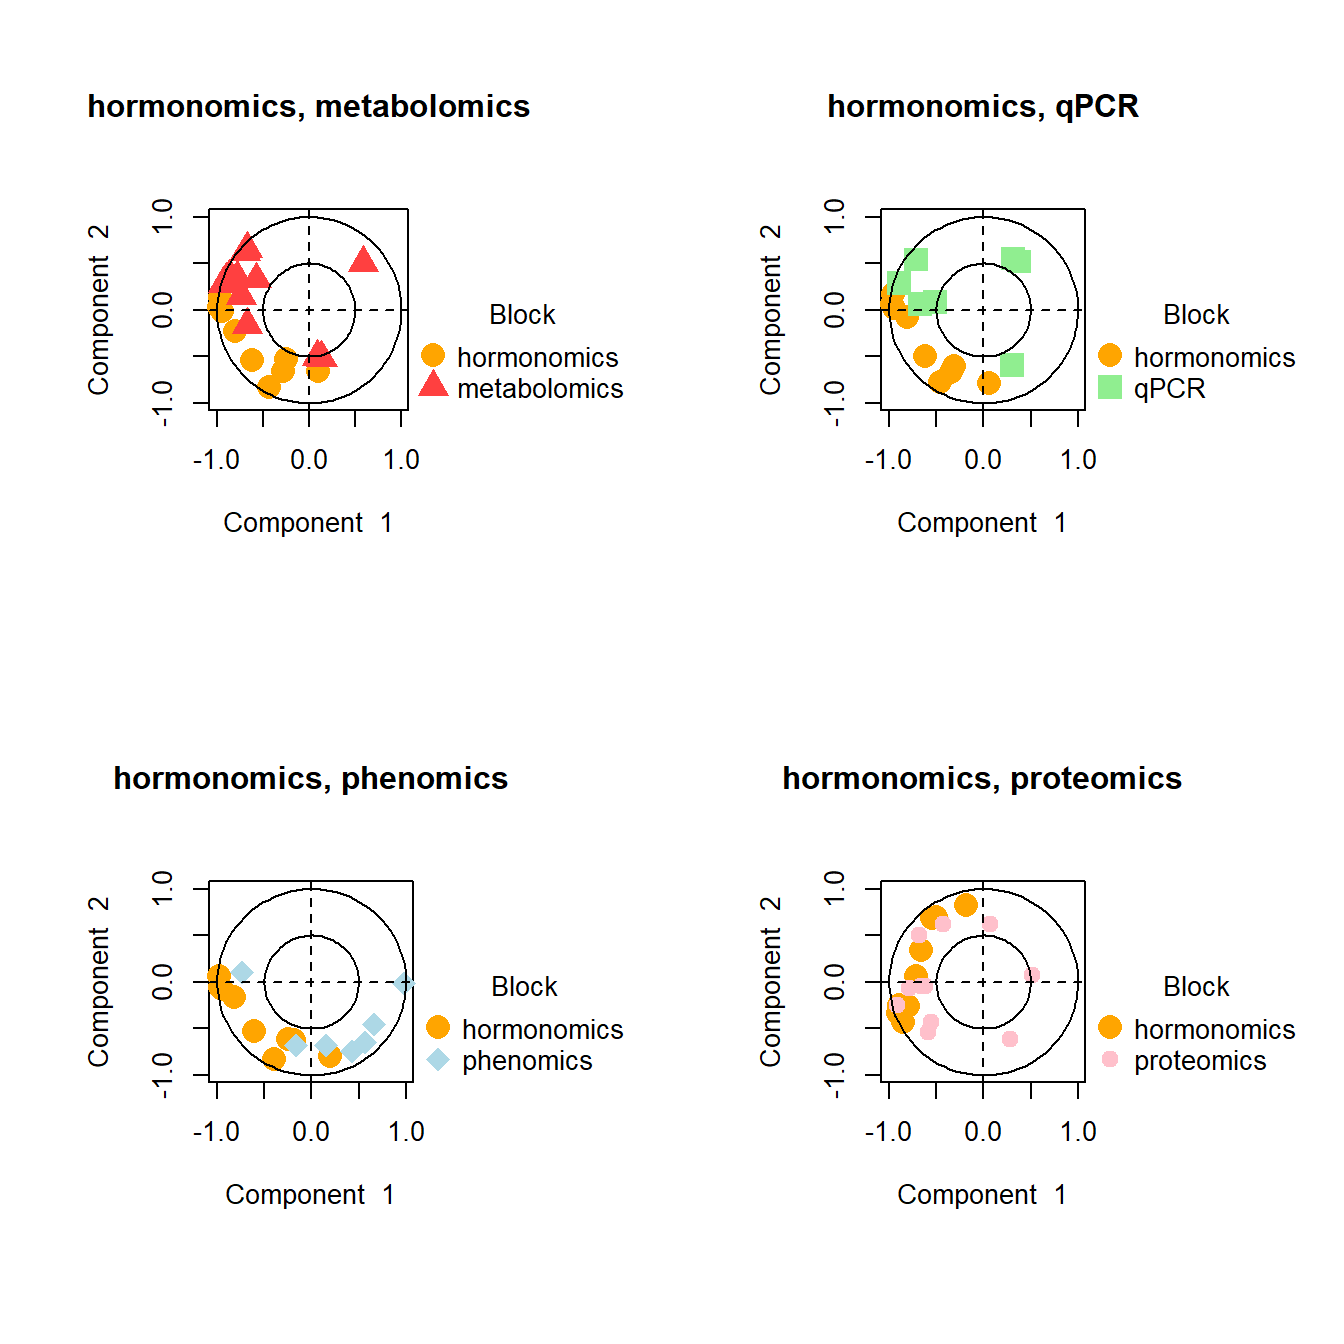 hormonomics, metabolomics
Component 2
1.0
0.0
-1.0
-1.0 0.0 1.0
Component 1
Block
hormonomics
metabolomics
hormonomics, qPCR
Component 2
1.0
0.0
-1.0
-1.0 0.0 1.0
Component 1
Block
hormonomics
qPCR
hormonomics, phenomics
Component 2
1.0
0.0
-1.0
-1.0 0.0 1.0
Component 1
Block
hormonomics
phenomics
hormonomics, proteomics
Component 2
1.0
0.0
-1.0
-1.0 0.0 1.0
Component 1
Block
hormonomics
proteomics